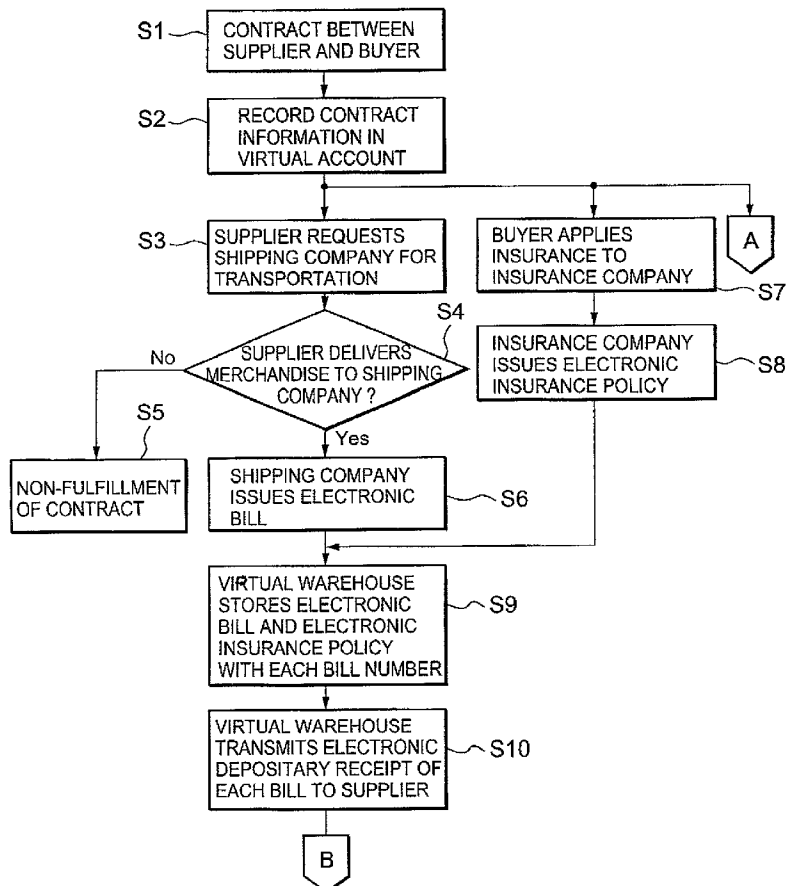 S1
CONTRACT BETWEEN
SUPPLIER AND BUYER
S2
RECORD CONTRACT
INFORMATION IN
VIRTUAL ACCOUNT
S3
SUPPLIER REQUESTS
SHIPPING COMPANY FOR
TRANSPORTATION
BUYER APPLIES
INSURANCE TO
INSURANCE COMPANY
S7
A
S4
SUPPLIER DELIVERS
MERCHANDISE TO SHIPPING
COMPANY ?
No
Yes
INSURANCE COMPANY
ISSUES ELECTRONIC
INSURANCE POLICY
S8
S5
NON-FULFILLMENT
OF CONTRACT
SHIPPING COMPANY
ISSUES ELECTRONIC
BILL
S6
VIRTUAL WAREHOUSE
STORES ELECTRONIC
BILL AND ELECTRONIC
INSURANCE POLICY
WITH EACH BILL NUMBER
S9
VIRTUAL WAREHOUSE
TRANSMITS ELECTRONIC
DEPOSITARY RECEIPT OF
EACH BILL TO SUPPLIER
S10
B